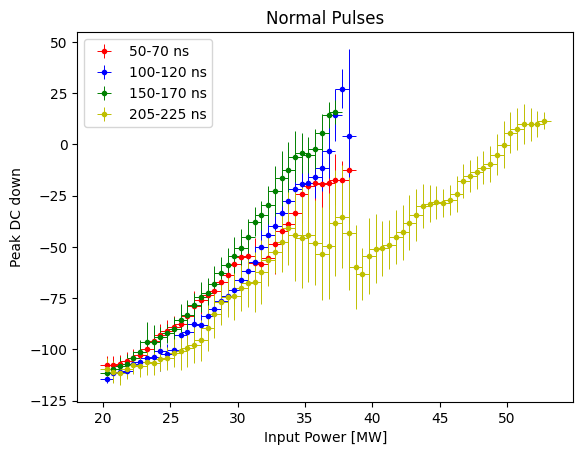 Normal Pulses
50-70 ns
100-120 ns
150-170 ns
205-225 ns
Peak DC down
50
25
0
−25
−50
−75
−100
−125
20 25 30 35 40 45 50
Input Power [MW]